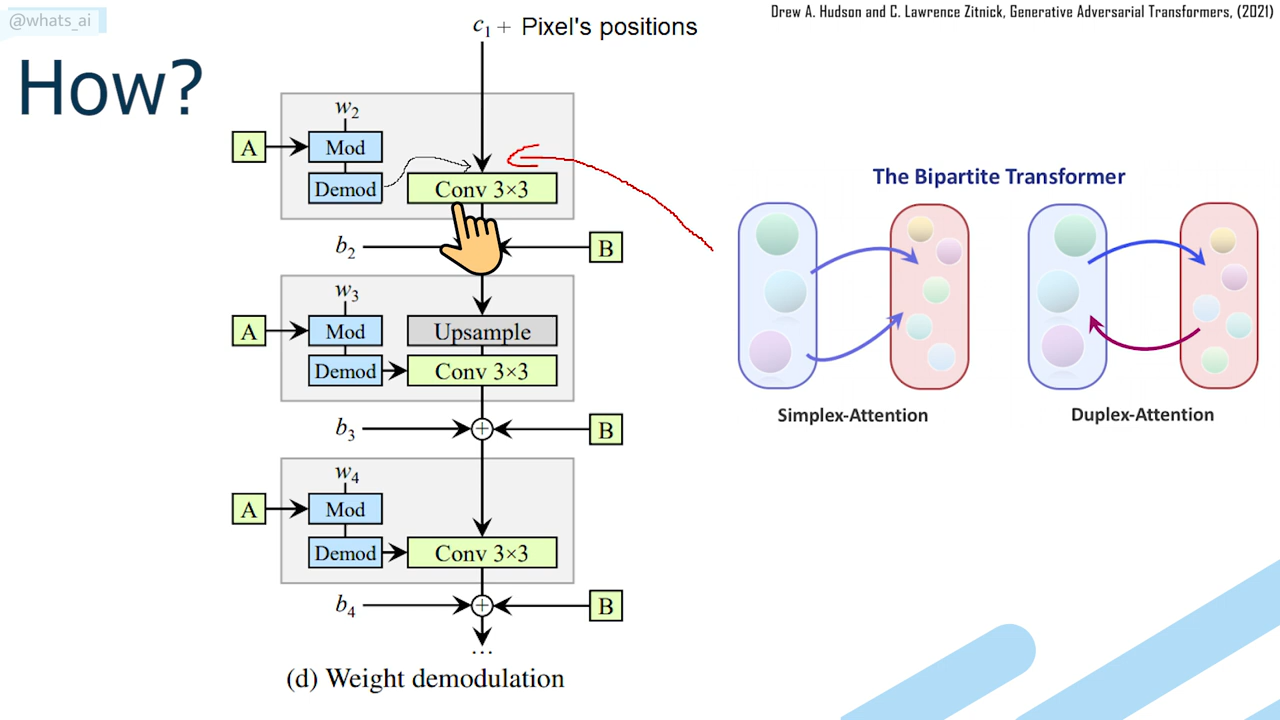 @whats_ai
Drew A. Hudson and C. Lawrence Zitnick, Generative Adversarial Transformers, (2021)
How?
c1 + Pixel's positions
w2
A
Mod
Demod
Conv 3×3
b2
B
w3
A
Mod
Upsample
Demod
Conv 3×3
b3
+
B
w4
A
Mod
Demod
Conv 3×3
b4
+
B
...
(d) Weight demodulation
The Bipartite Transformer
Simplex-Attention
Duplex-Attention